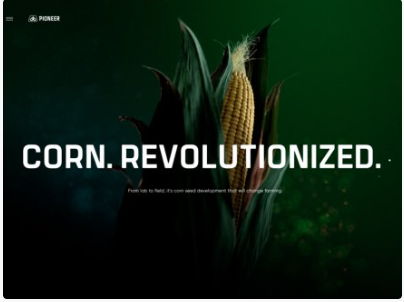 PIONEER
CORN. REVOLUTIONIZED.
From lab to field, it's corn seed development that will change farming.